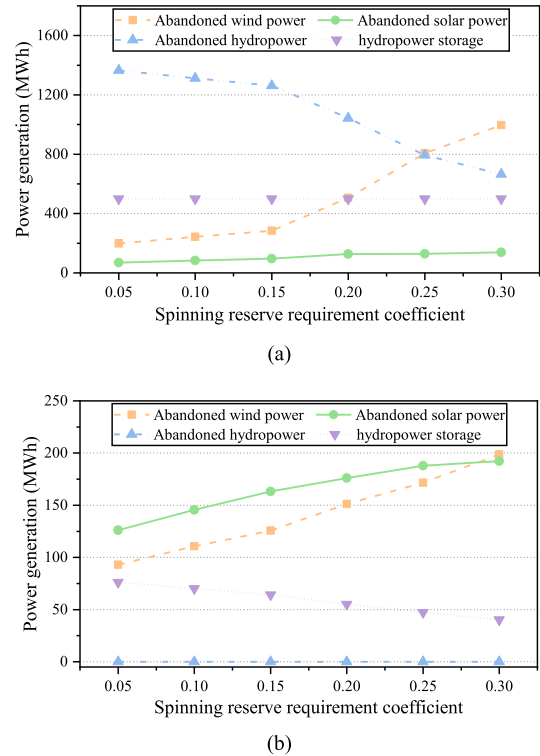 Abandoned wind power
Abandoned solar power
Abandoned hydropower
hydropower storage
Power generation (MWh)
1600
1200
800
400
0
0.05 0.10 0.15 0.20 0.25 0.30
Spinning reserve requirement coefficient
(a)
Abandoned wind power
Abandoned solar power
Abandoned hydropower
hydropower storage
Power generation (MWh)
250
200
150
100
50
0
0.05 0.10 0.15 0.20 0.25 0.30
Spinning reserve requirement coefficient
(b)